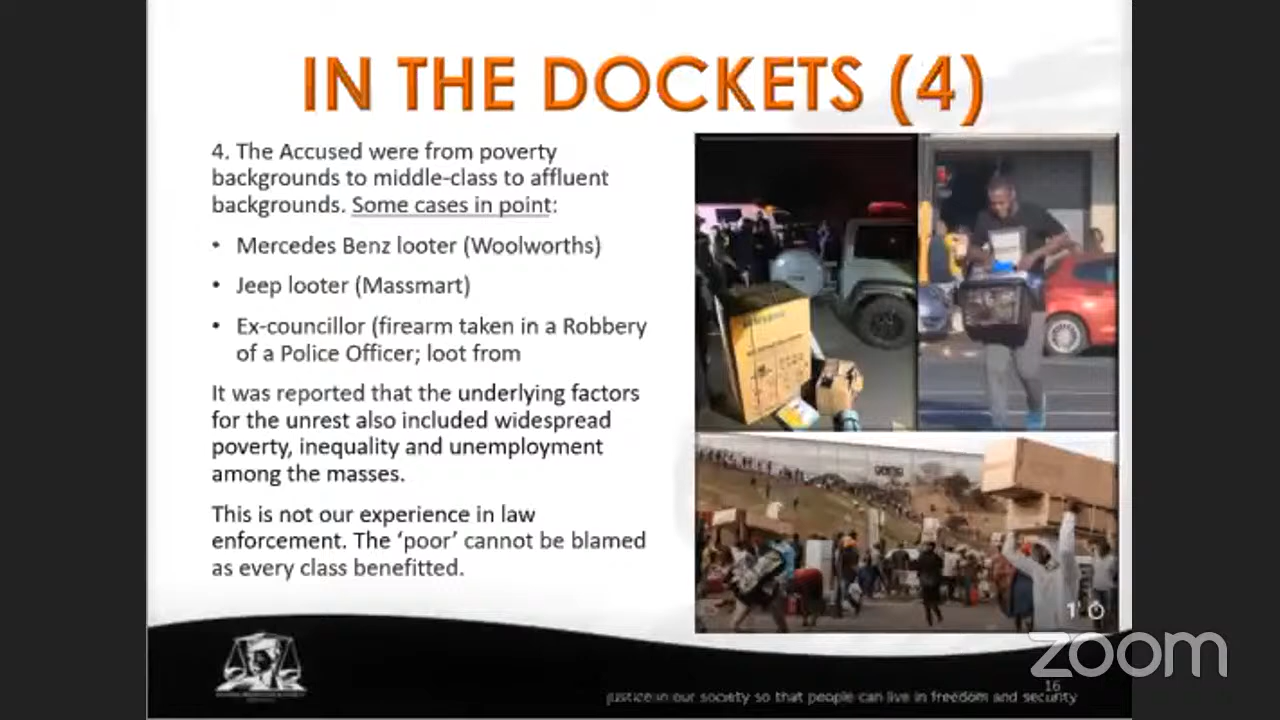 IN THE DOCKETS (4)
4. The Accused were from poverty
backgrounds to middle-class to affluent
backgrounds. Some cases in point:
• Mercedes Benz looter (Woolworths)
• Jeep looter (Massmart)
• Ex-councillor (firearm taken in a Robbery
of a Police Officer; loot from
It was reported that the underlying factors
for the unrest also included widespread
poverty, inequality and unemployment
among the masses.
This is not our experience in law
enforcement. The ‘poor’ cannot be blamed
as every class benefitted.
1
zoom
16
justice in our society so that people can live in freedom and security